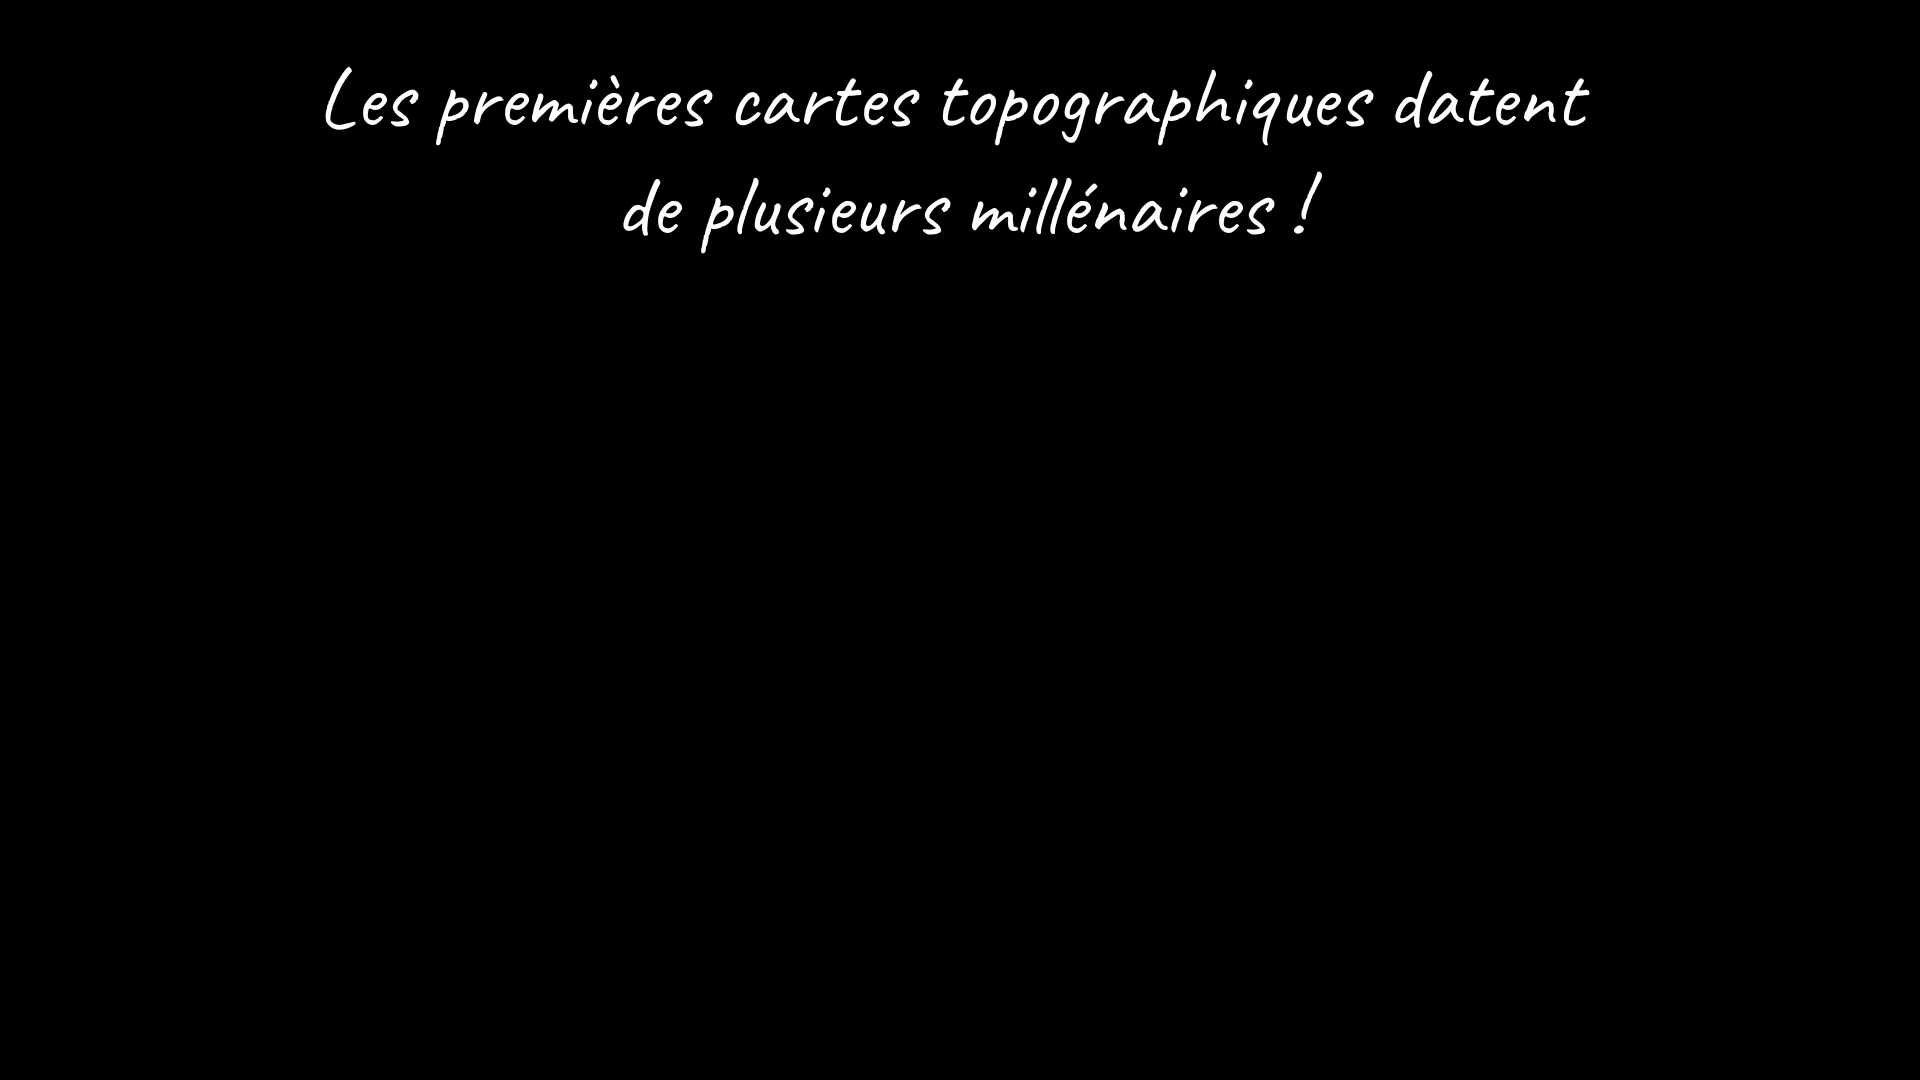 Les premières cartes topographiques datent
de plusieurs millénaires !